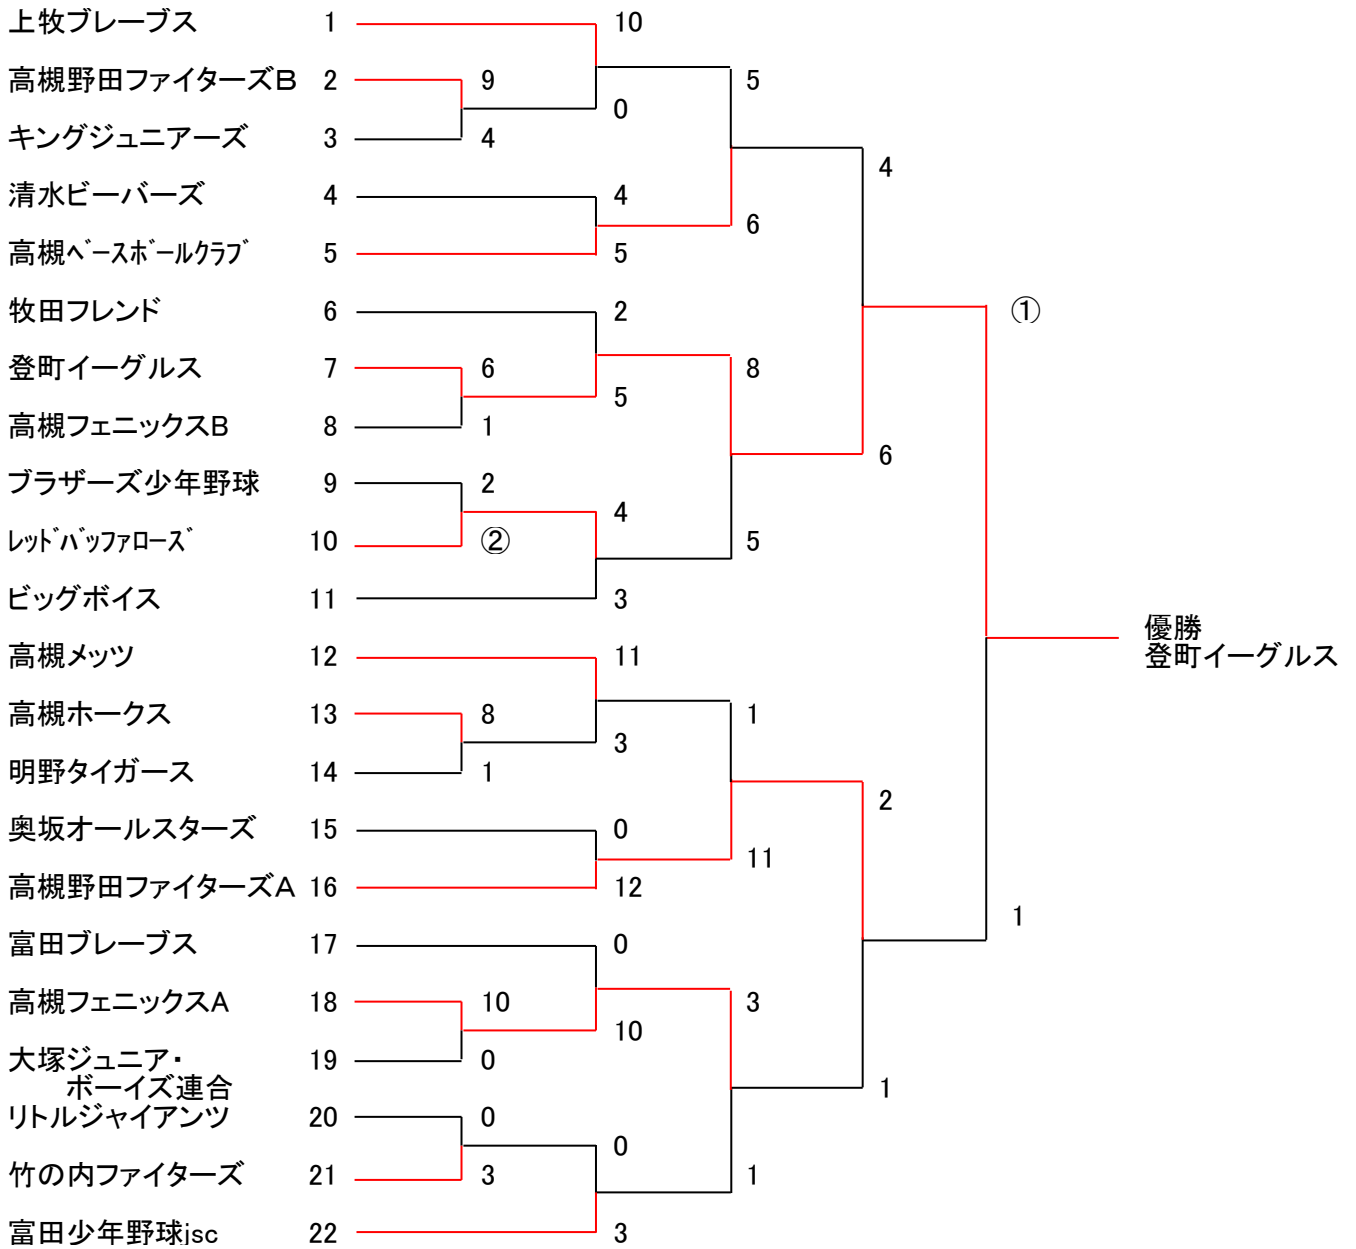 上牧ブレーブス 1 10
高槻野田ファイターズB 2 9 5
0
キングジュニアーズ 3 4
4
清水ビーバーズ 4 4
6
高槻ﾍﾞｰｽﾎﾞｰﾙｸﾗﾌﾞ 5 5
牧田フレンド 6 2 ①
登町イーグルス 7 6 8
5
高槻フェニックスB 8 1
6
ブラザーズ少年野球 9 2
4
ﾚｯﾄﾞﾊﾞｯﾌｧﾛｰｽﾞ 10 ② 5
ビッグボイス 11 3
優勝
高槻メッツ 12 11 登町イーグルス
高槻ホークス 13 8 1
3
明野タイガース 14 1
2
奥坂オールスターズ 15 0
11
高槻野田ファイターズA 16 12
1
富田ブレーブス 17 0
高槻フェニックスA 18 10 3
10
大塚ジュニア・ 19 0
ボーイズ連合 1
リトルジャイアンツ 20 0
0
竹の内ファイターズ 21 3 1
富田少年野球jsc 22 3